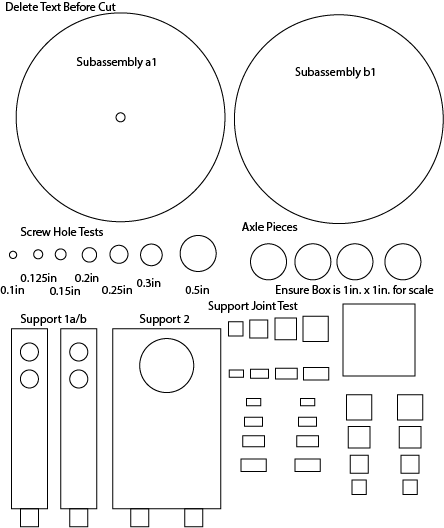 Delete Text Before Cut
Subassembly a1
Subassembly b1
Screw Hole Tests
Axle Pieces
0.1in
0.125in
0.15in
0.2in
0.25in
0.3in
0.5in
Ensure Box is 1in. x 1in. for scale
Support Joint Test
Support 1a/b
Support 2